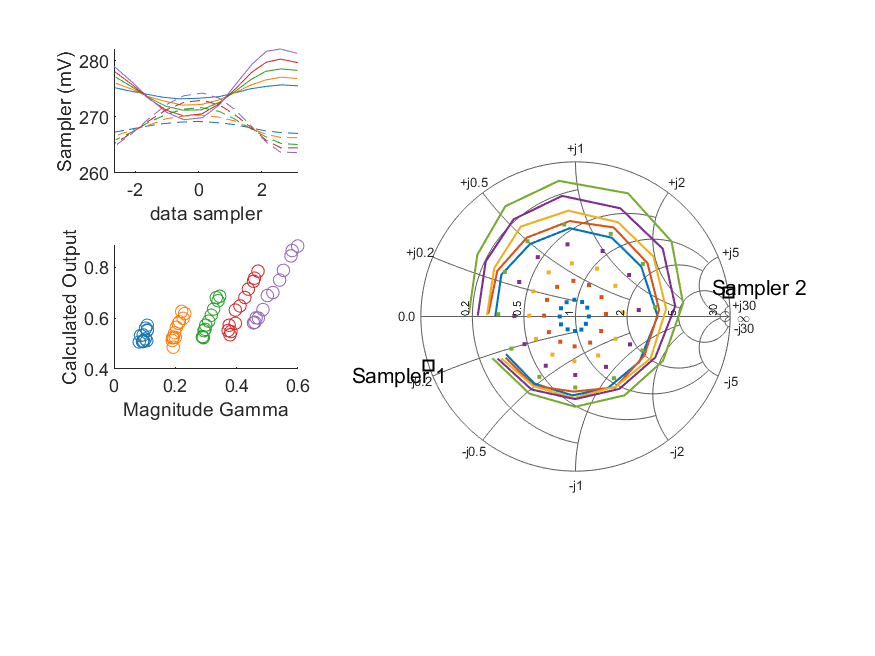 280
270
260
Sampler (mV)
-2
0
2
data sampler
0.8
0.6
0.4
Calculated Output
0
0.2
0.4
0.6
Magnitude Gamma
+j1
+j0.5
+j2
+j0.2
+j5
Sampler 2
+j30
0.0
0.2
0.5
1
2
5
30
∞
-j30
Sampler 1
-j0.2
-j5
-j0.5
-j2
-j1